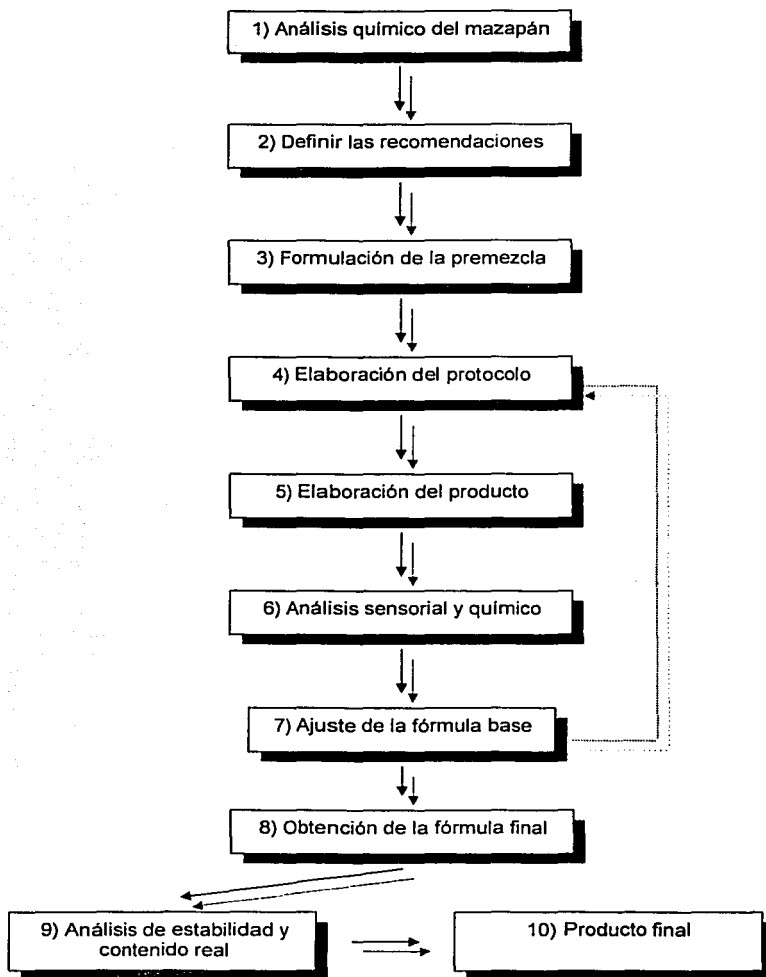 1) Análisis químico del mazapán
2) Definir las recomendaciones
3) Formulación de la premezcla
4) Elaboración del protocolo
5) Elaboración del producto
6) Análisis sensorial y químico
7) Ajuste de la fórmula base
8) Obtención de la fórmula final
9) Análisis de estabilidad y
contenido real
10) Producto final